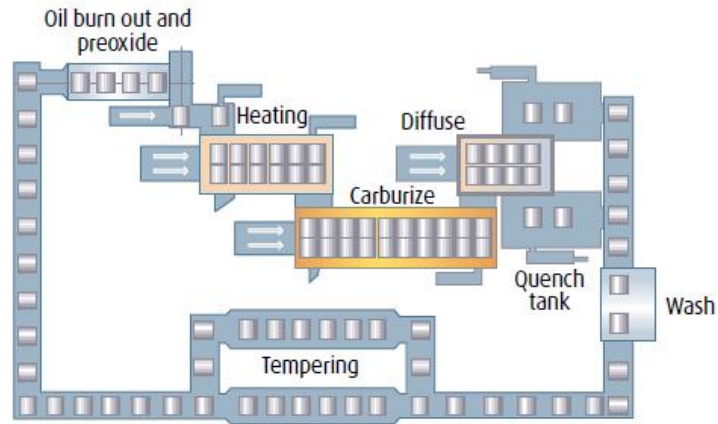 Oil burn out and
preoxide
Heating
Diffuse
Carburize
Quench
tank
Wash
Tempering